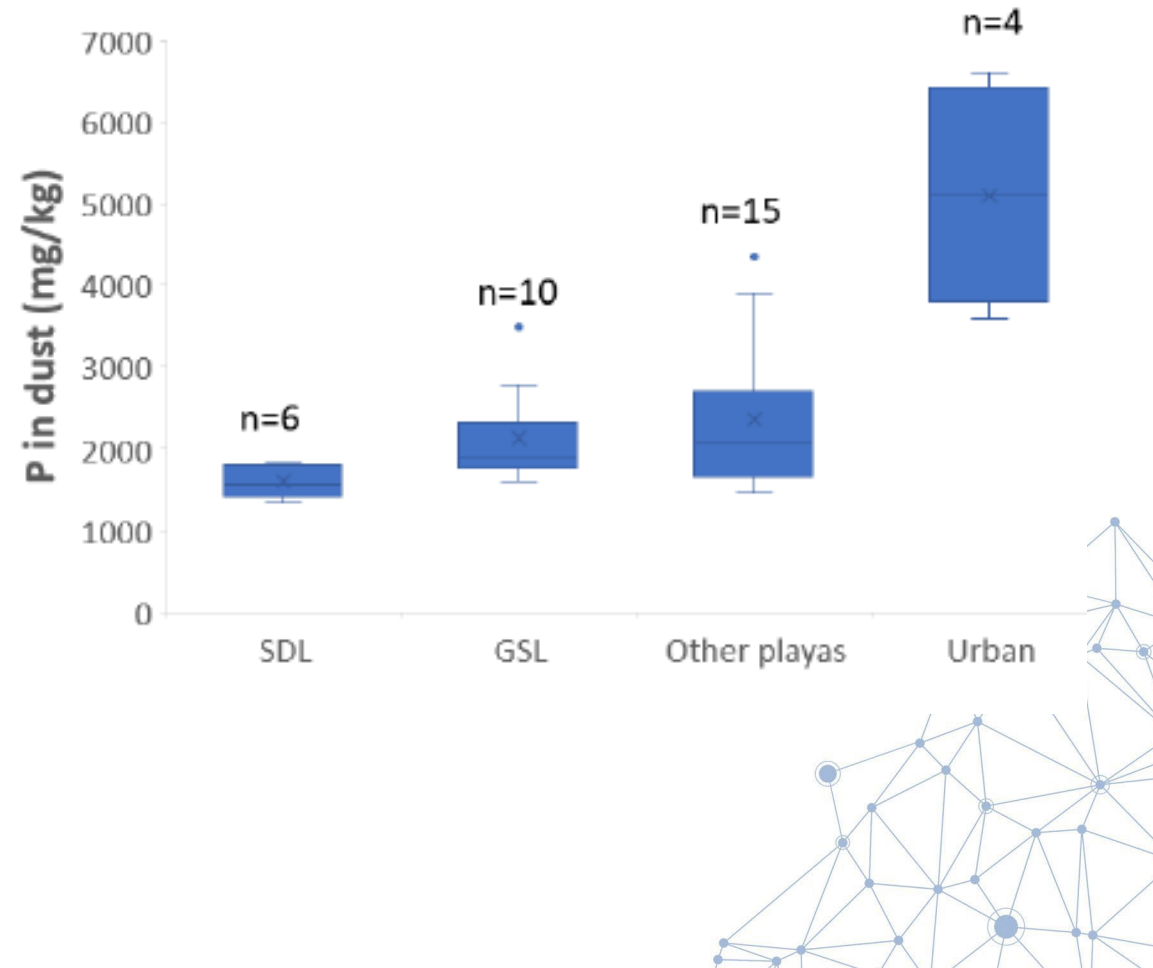 n=4
7000
6000
5000
4000
3000
2000
1000
0
P in dust (mg/kg)
n=15
n=10
n=6
SDL GSL Other playas Urban